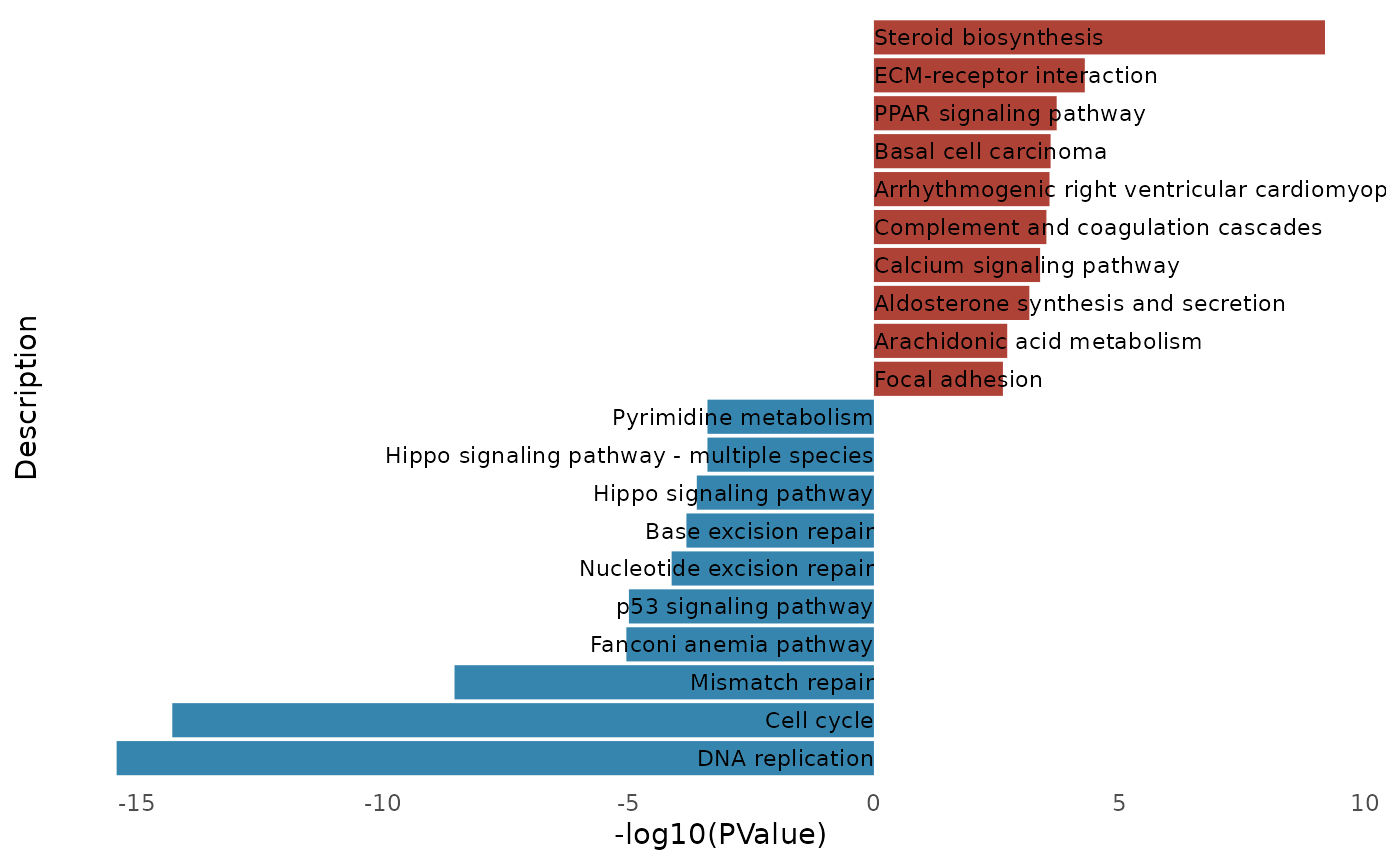 Steroid biosynthesis
ECM-receptor interaction
PPAR signaling pathway
Basal cell carcinoma
Arrhythmogenic right ventricular cardiomyop
Complement and coagulation cascades
Calcium signaling pathway
Aldosterone synthesis and secretion
Arachidonic acid metabolism
Focal adhesion
Pyrimidine metabolism
Hippo signaling pathway - multiple species
Hippo signaling pathway
Base excision repair
Nucleotide excision repair
p53 signaling pathway
Fanconi anemia pathway
Mismatch repair
Cell cycle
DNA replication
Description
-15 -10 -5 0 5 10
-log10(PValue)